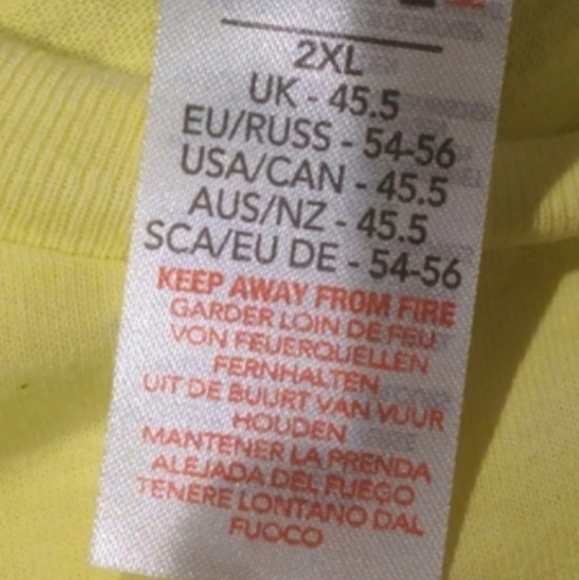 2XL
UK - 45.5
EU/RUSS - 54-56
USA/CAN - 45.5
AUS/NZ - 45.5
SCA/EU DE - 54-56
KEEP AWAY FROM FIRE
GARDER LOIN DE FEU
VON FEUERQUELLEN
FERNHALTEN
UIT DE BUURT VAN VUUR
HOUDEN
MANTENER LA PRENDA
ALEJADA DEL FUEGO
TENERE LONTANO DAL
FUOCO